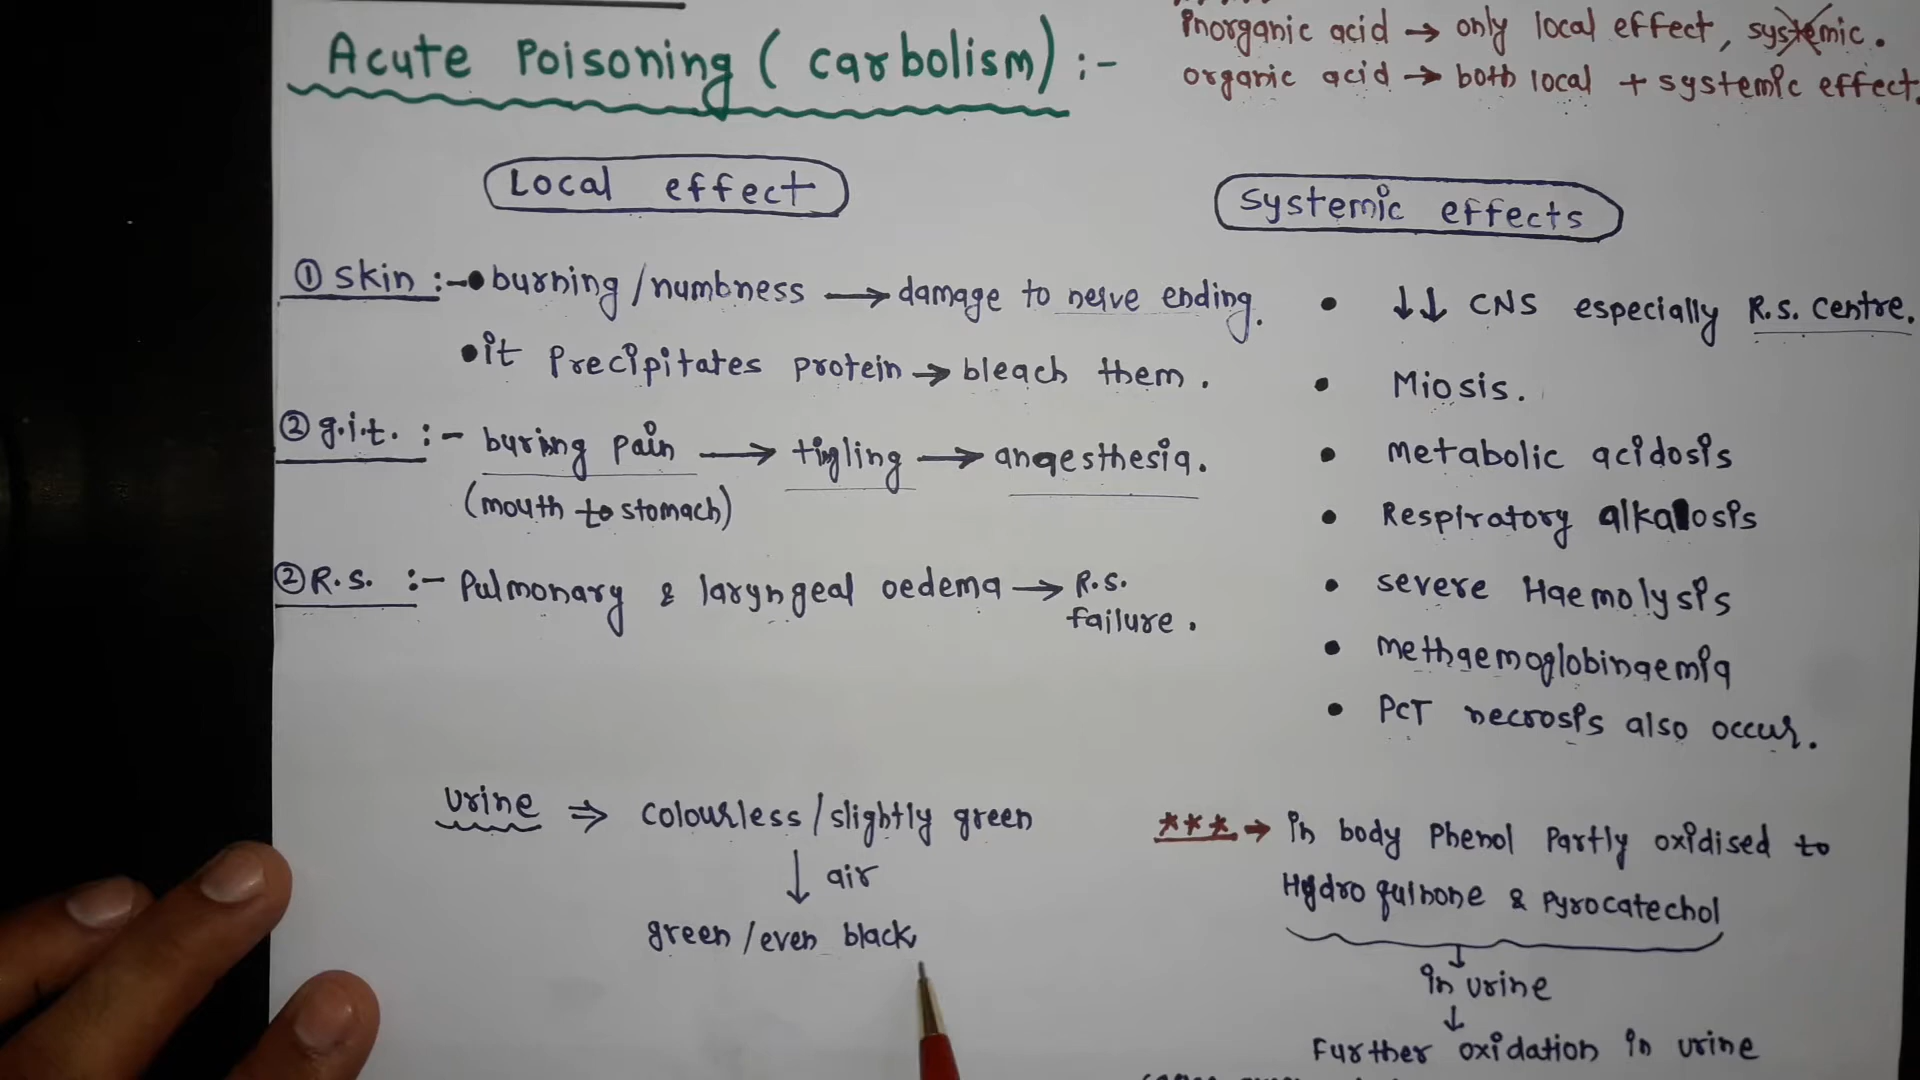 Acute Poisoning (carbolism) :-
inorganic acid → only local effect, systemic.
organic acid → both local + systemic effect.
Local effect
① skin :- • burning/numbness → damage to nerve ending.
• it Precipitates protein → bleach them.
② g.i.t. :- burning pain → tingling → anaesthesia.
(mouth to stomach)
② R.S. :- Pulmonary & laryngeal oedema → R.S.
failure.
Systemic effects
• ↓↓ CNS especially R.S. centre.
• Miosis.
• metabolic acidosis
• Respiratory alkalosis
• severe Haemolysis
• methaemoglobinaemia
• PCT necrosis also occur.
urine ⇒ colourless/slightly green
↓ air
green/even black
*** → in body Phenol Partly oxidised to
Hydroquinone & Pyrocatechol
↓
in urine
↓
Further oxidation in urine